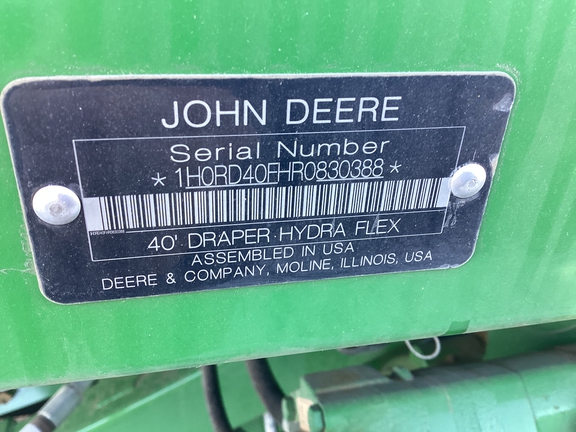 JOHN DEERE
Serial Number
* 1H0RD40FHR0830388 *
40' DRAPER HYDRA FLEX
ASSEMBLED IN USA
DEERE & COMPANY, MOLINE, ILLINOIS, USA